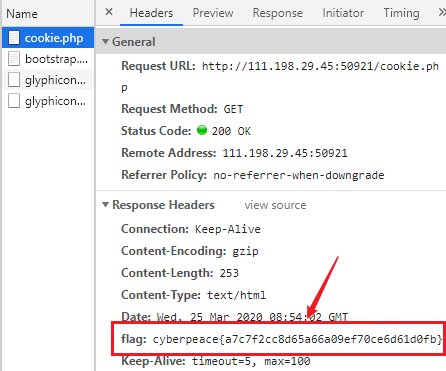 Name
Headers
Preview
Response
Initiator
Timing
cookie.php
bootstrap....
glyphicon...
glyphicon...
General
Request URL: http://111.198.29.45:50921/cookie.ph
p
Request Method: GET
Status Code: 200 OK
Remote Address: 111.198.29.45:50921
Referrer Policy: no-referrer-when-downgrade
Response Headers view source
Connection: Keep-Alive
Content-Encoding: gzip
Content-Length: 253
Content-Type: text/html
Date: Wed, 25 Mar 2020 08:54:02 GMT
flag: cyberpeace{a7c7f2cc8d65a66a09ef70ce6d61d0fb}
Keep-Alive: timeout=5, max=100